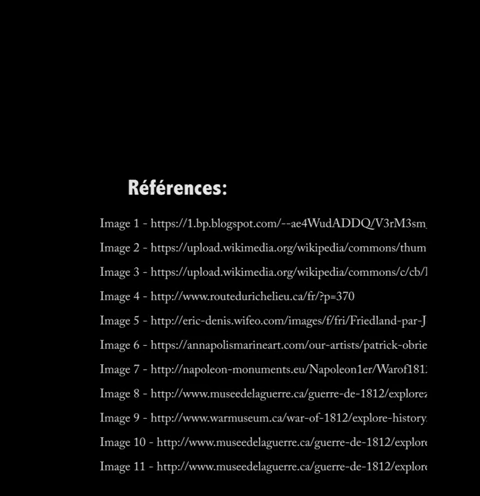 Références:
Image 1 - https://1.bp.blogspot.com/--ae4WudADDQ/V3rM3sm
Image 2 - https://upload.wikimedia.org/wikipedia/commons/thum
Image 3 - https://upload.wikimedia.org/wikipedia/commons/c/cb/
Image 4 - http://www.routedurichelieu.ca/fr/?p=370
Image 5 - http://eric-denis.wifeo.com/images/f/fri/Friedland-par-J
Image 6 - https://annapolismarineart.com/our-artists/patrick-obrie
Image 7 - http://napoleon-monuments.eu/Napoleon1er/Warof181
Image 8 - http://www.museedelaguerre.ca/guerre-de-1812/explore
Image 9 - http://www.warmuseum.ca/war-of-1812/explore-history
Image 10 - http://www.museedelaguerre.ca/guerre-de-1812/explore
Image 11 - http://www.museedelaguerre.ca/guerre-de-1812/explore